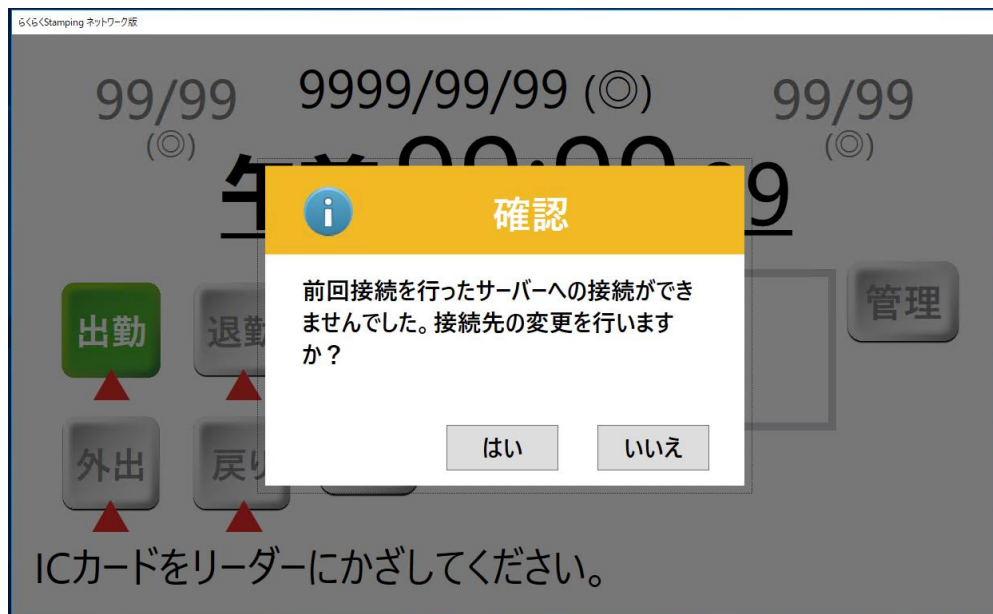 らくらくStamping ネットワーク版
99/99
(◎)
9999/99/99 (◎)
99/99
(◎)
確認
前回接続を行ったサーバーへの接続ができ
ませんでした。接続先の変更を行います
か？
はい
いいえ
出勤
管理
外出
ICカードをリーダーにかざしてください。